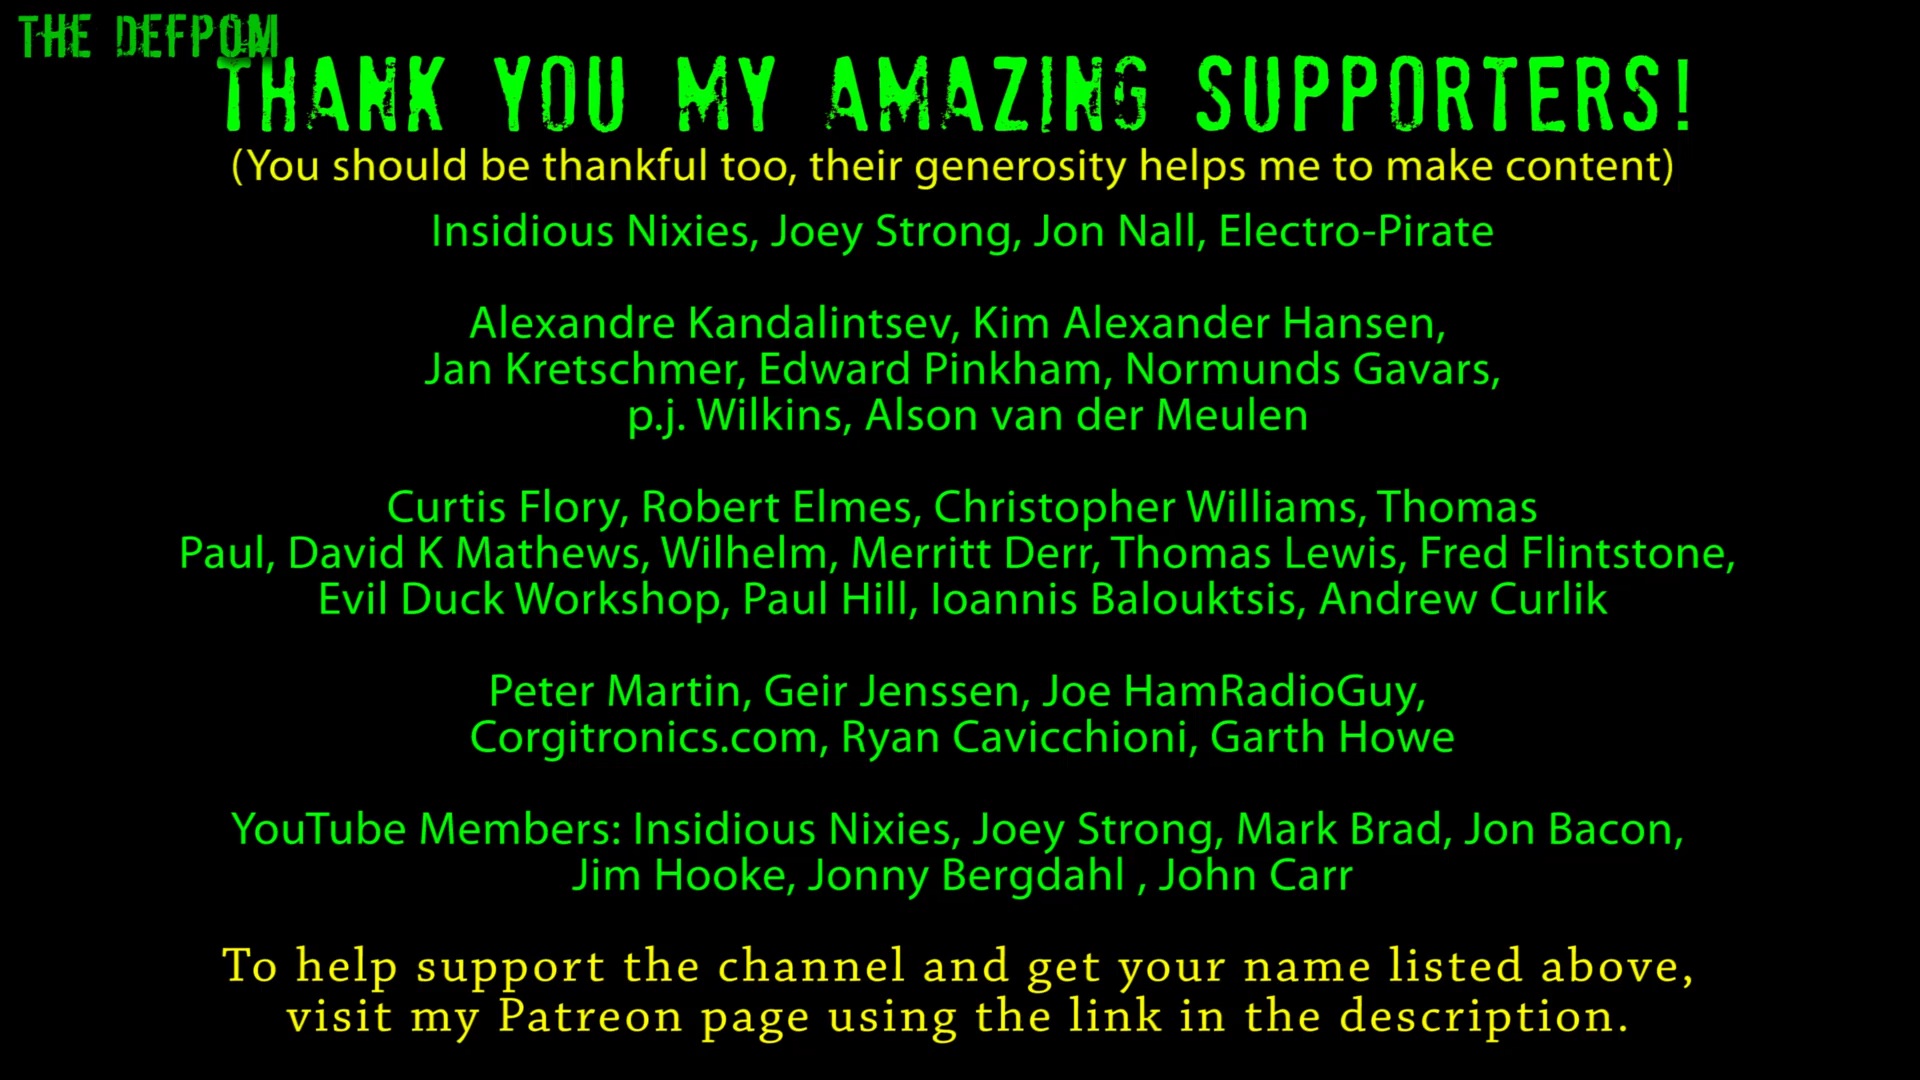 THE DEFPOM
THANK YOU MY AMAZING SUPPORTERS!
(You should be thankful too, their generosity helps me to make content)
Insidious Nixies, Joey Strong, Jon Nall, Electro-Pirate
Alexandre Kandalintsev, Kim Alexander Hansen,
Jan Kretschmer, Edward Pinkham, Normunds Gavars,
p.j. Wilkins, Alson van der Meulen
Curtis Flory, Robert Elmes, Christopher Williams, Thomas
Paul, David K Mathews, Wilhelm, Merritt Derr, Thomas Lewis, Fred Flintstone,
Evil Duck Workshop, Paul Hill, Ioannis Balouktsis, Andrew Curlik
Peter Martin, Geir Jenssen, Joe HamRadioGuy,
Corgitronics.com, Ryan Cavicchioni, Garth Howe
YouTube Members: Insidious Nixies, Joey Strong, Mark Brad, Jon Bacon,
Jim Hooke, Jonny Bergdahl , John Carr
To help support the channel and get your name listed above,
visit my Patreon page using the link in the description.